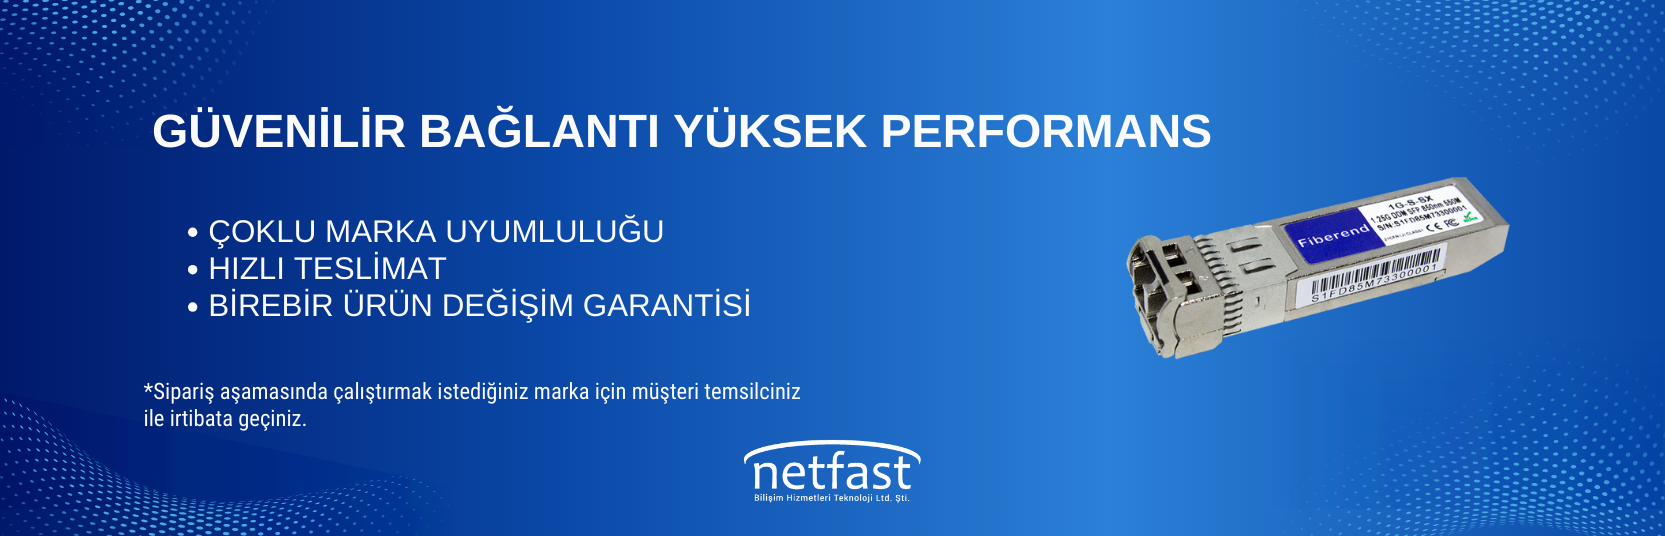 GÜVENİLİR BAĞLANTI YÜKSEK PERFORMANS
• ÇOKLU MARKA UYUMLULUĞU
• HIZLI TESLİMAT
• BİREBİR ÜRÜN DEĞİŞİM GARANTİSİ
*Sipariş aşamasında çalıştırmak istediğiniz marka için müşteri temsilciniz
ile irtibata geçiniz.
Fiberend
1G-S-SX
1.25G DDM SFP 850nm 550M
S/N:S1FD85M73300001
CE FC
S1FD85M73300001
netfast
Bilişim Hizmetleri Teknoloji Ltd. Şti.